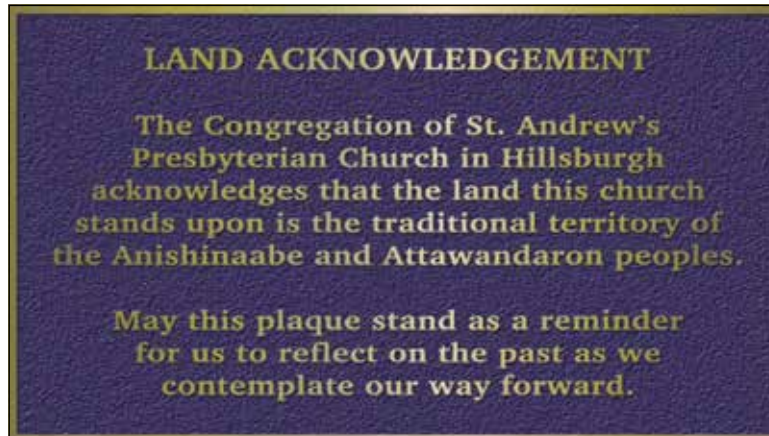 LAND ACKNOWLEDGEMENT
The Congregation of St. Andrew's
Presbyterian Church in Hillsburgh
acknowledges that the land this church
stands upon is the traditional territory of
the Anishinaabe and Attawandaron peoples.
May this plaque stand as a reminder
for us to reflect on the past as we
contemplate our way forward.